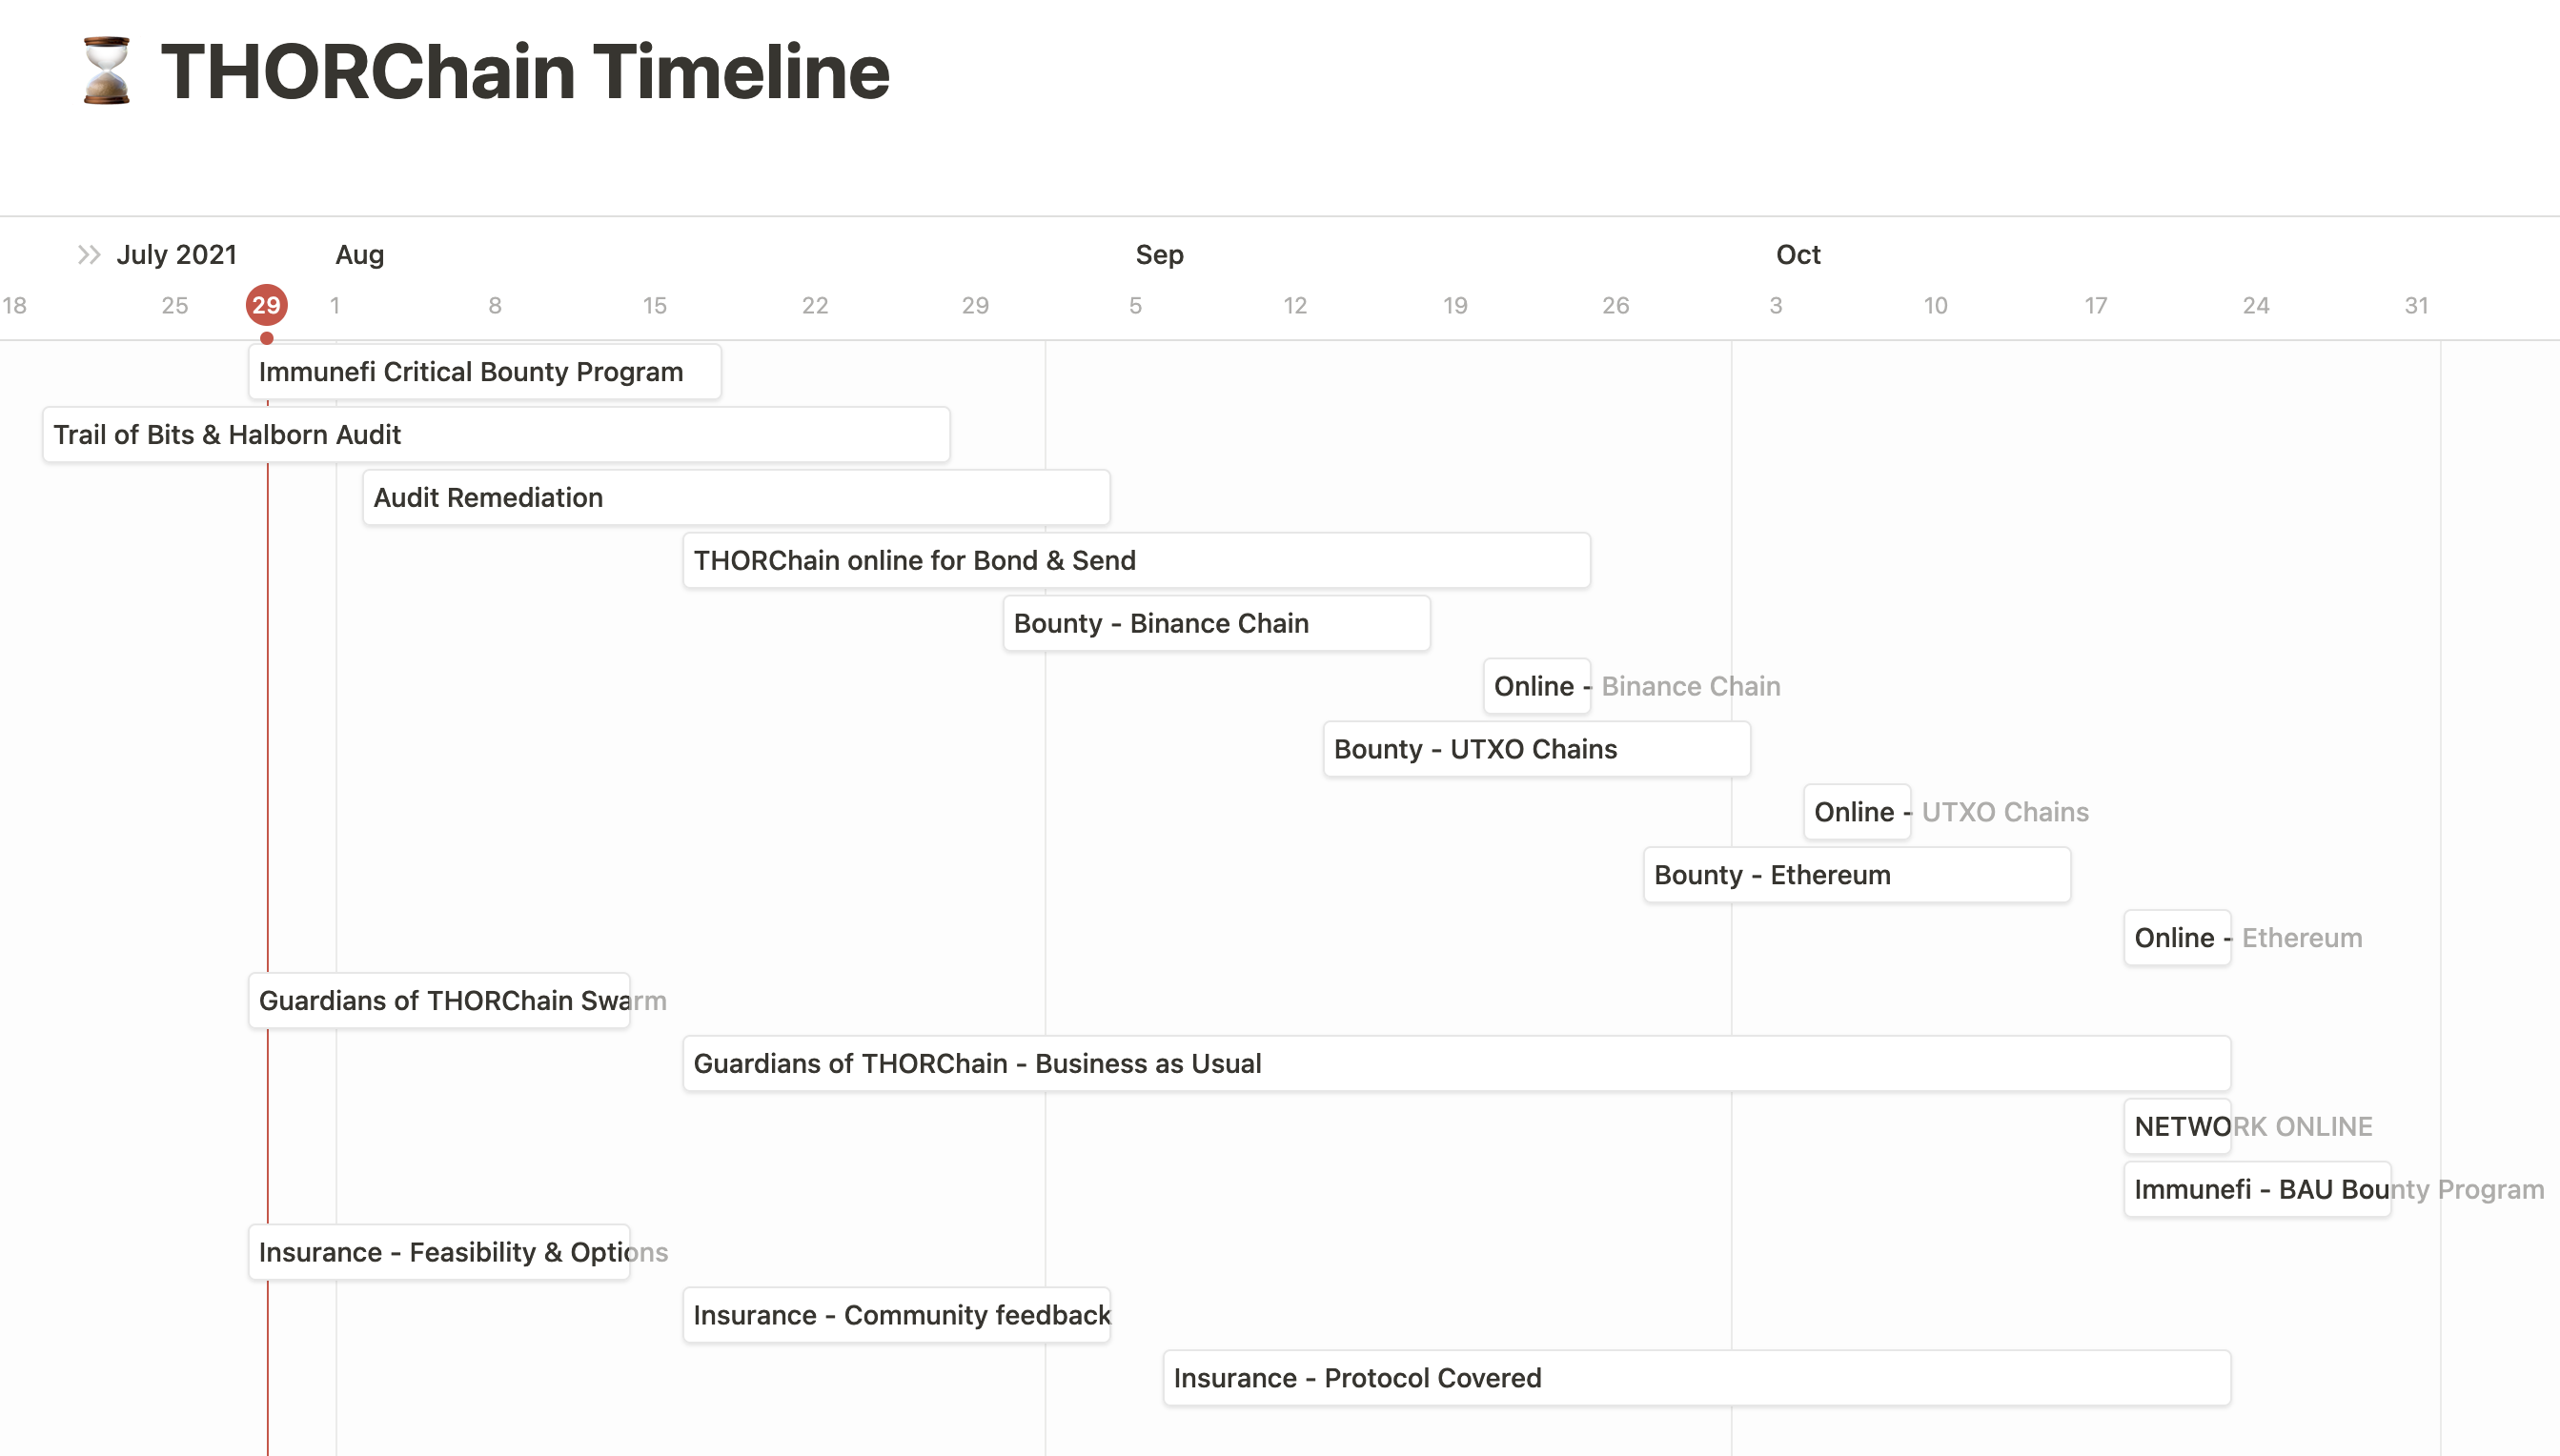 ⏳ THORChain Timeline
July 2021 Aug Sep Oct
18 25 29 1 8 15 22 29 5 12 19 26 3 10 17 24 31
Immunefi Critical Bounty Program
Trail of Bits & Halborn Audit
Audit Remediation
THORChain online for Bond & Send
Bounty - Binance Chain
Online - Binance Chain
Bounty - UTXO Chains
Online - UTXO Chains
Bounty - Ethereum
Online - Ethereum
Guardians of THORChain Swarm
Guardians of THORChain - Business as Usual
NETWORK ONLINE
Immunefi - BAU Bounty Program
Insurance - Feasibility & Options
Insurance - Community feedback
Insurance - Protocol Covered